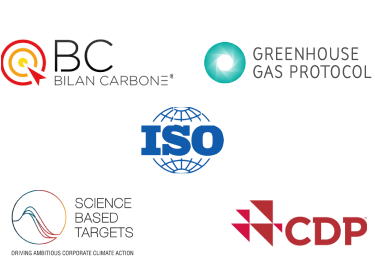 BC
BILAN CARBONE®
GREENHOUSE
GAS PROTOCOL
ISO
SCIENCE
BASED
TARGETS
DRIVING AMBITIOUS CORPORATE CLIMATE ACTION
CDP